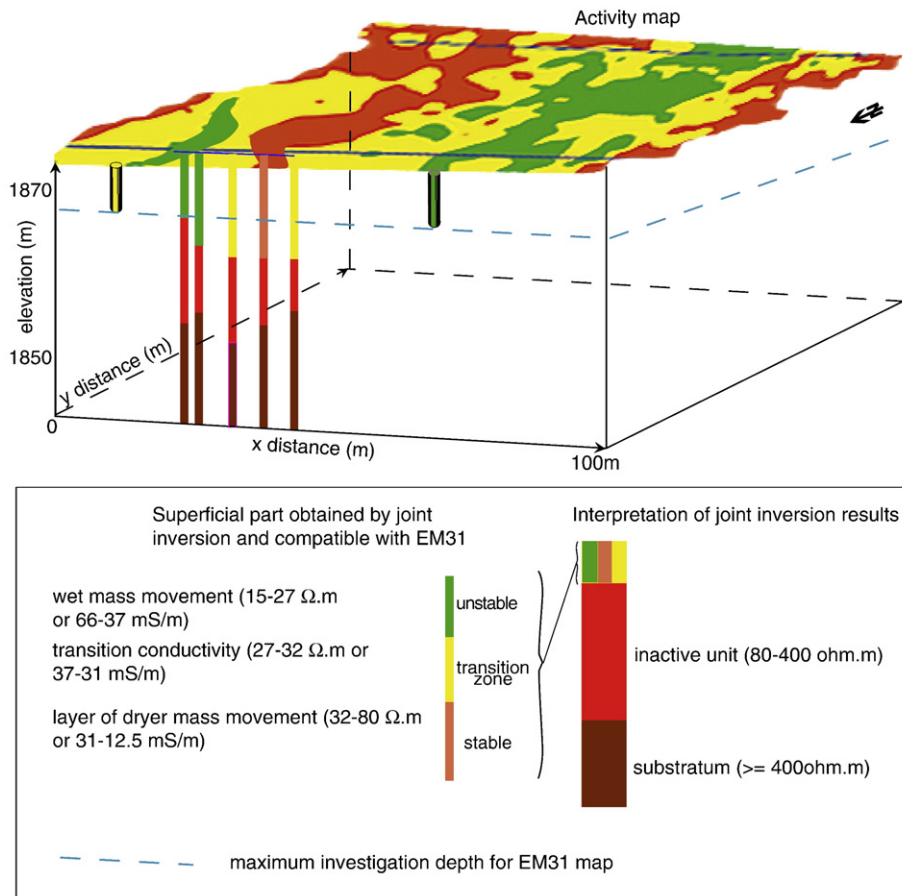 Activity map
N
1870
elevation (m)
1850
y distance (m)
0
x distance (m)
100m
Superficial part obtained by joint
inversion and compatible with EM31
Interpretation of joint inversion results
wet mass movement (15-27 Ω.m
or 66-37 mS/m)
unstable
transition conductivity (27-32 Ω.m or
37-31 mS/m)
transition
zone
inactive unit (80-400 ohm.m)
layer of dryer mass movement (32-80 Ω.m
or 31-12.5 mS/m)
stable
substratum (>= 400ohm.m)
maximum investigation depth for EM31 map